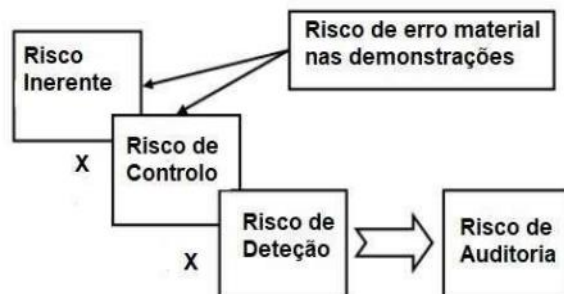 Risco de erro material
nas demonstrações
Risco
Inerente
X
Risco de
Controlo
X
Risco de
Deteção
Risco de
Auditoria